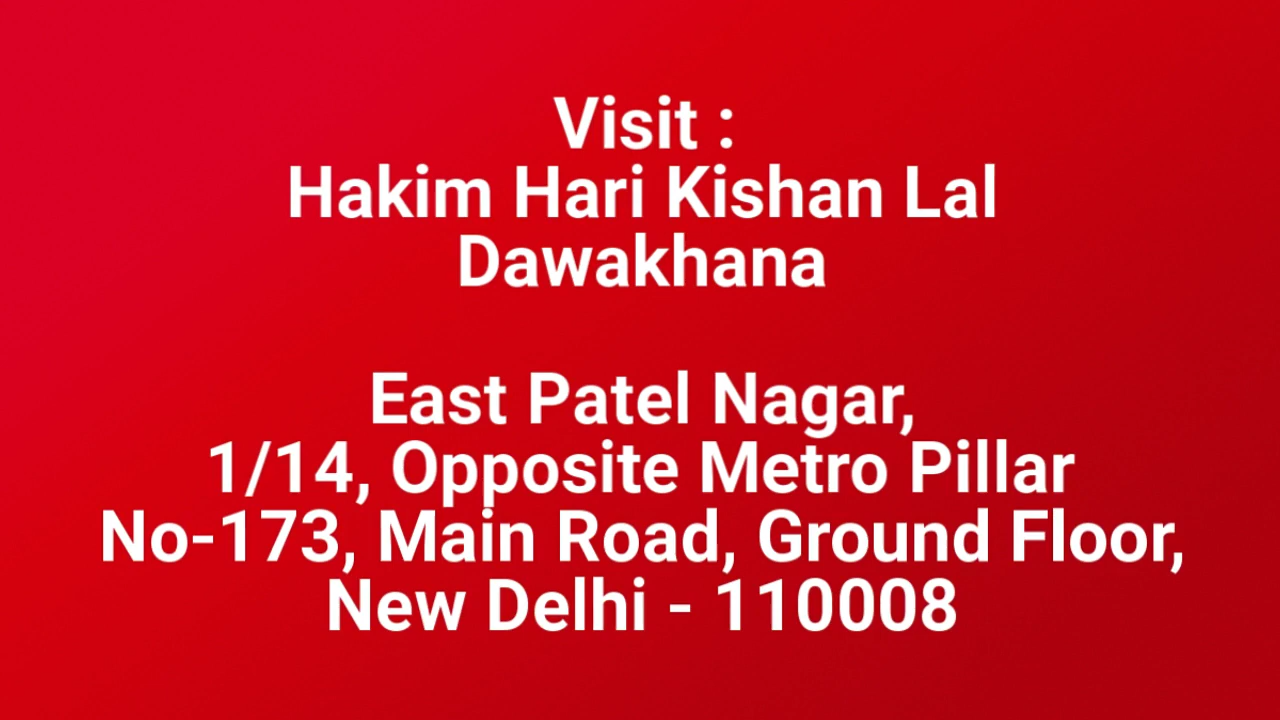 Visit :
Hakim Hari Kishan Lal
Dawakhana
East Patel Nagar,
1/14, Opposite Metro Pillar
No-173, Main Road, Ground Floor,
New Delhi - 110008